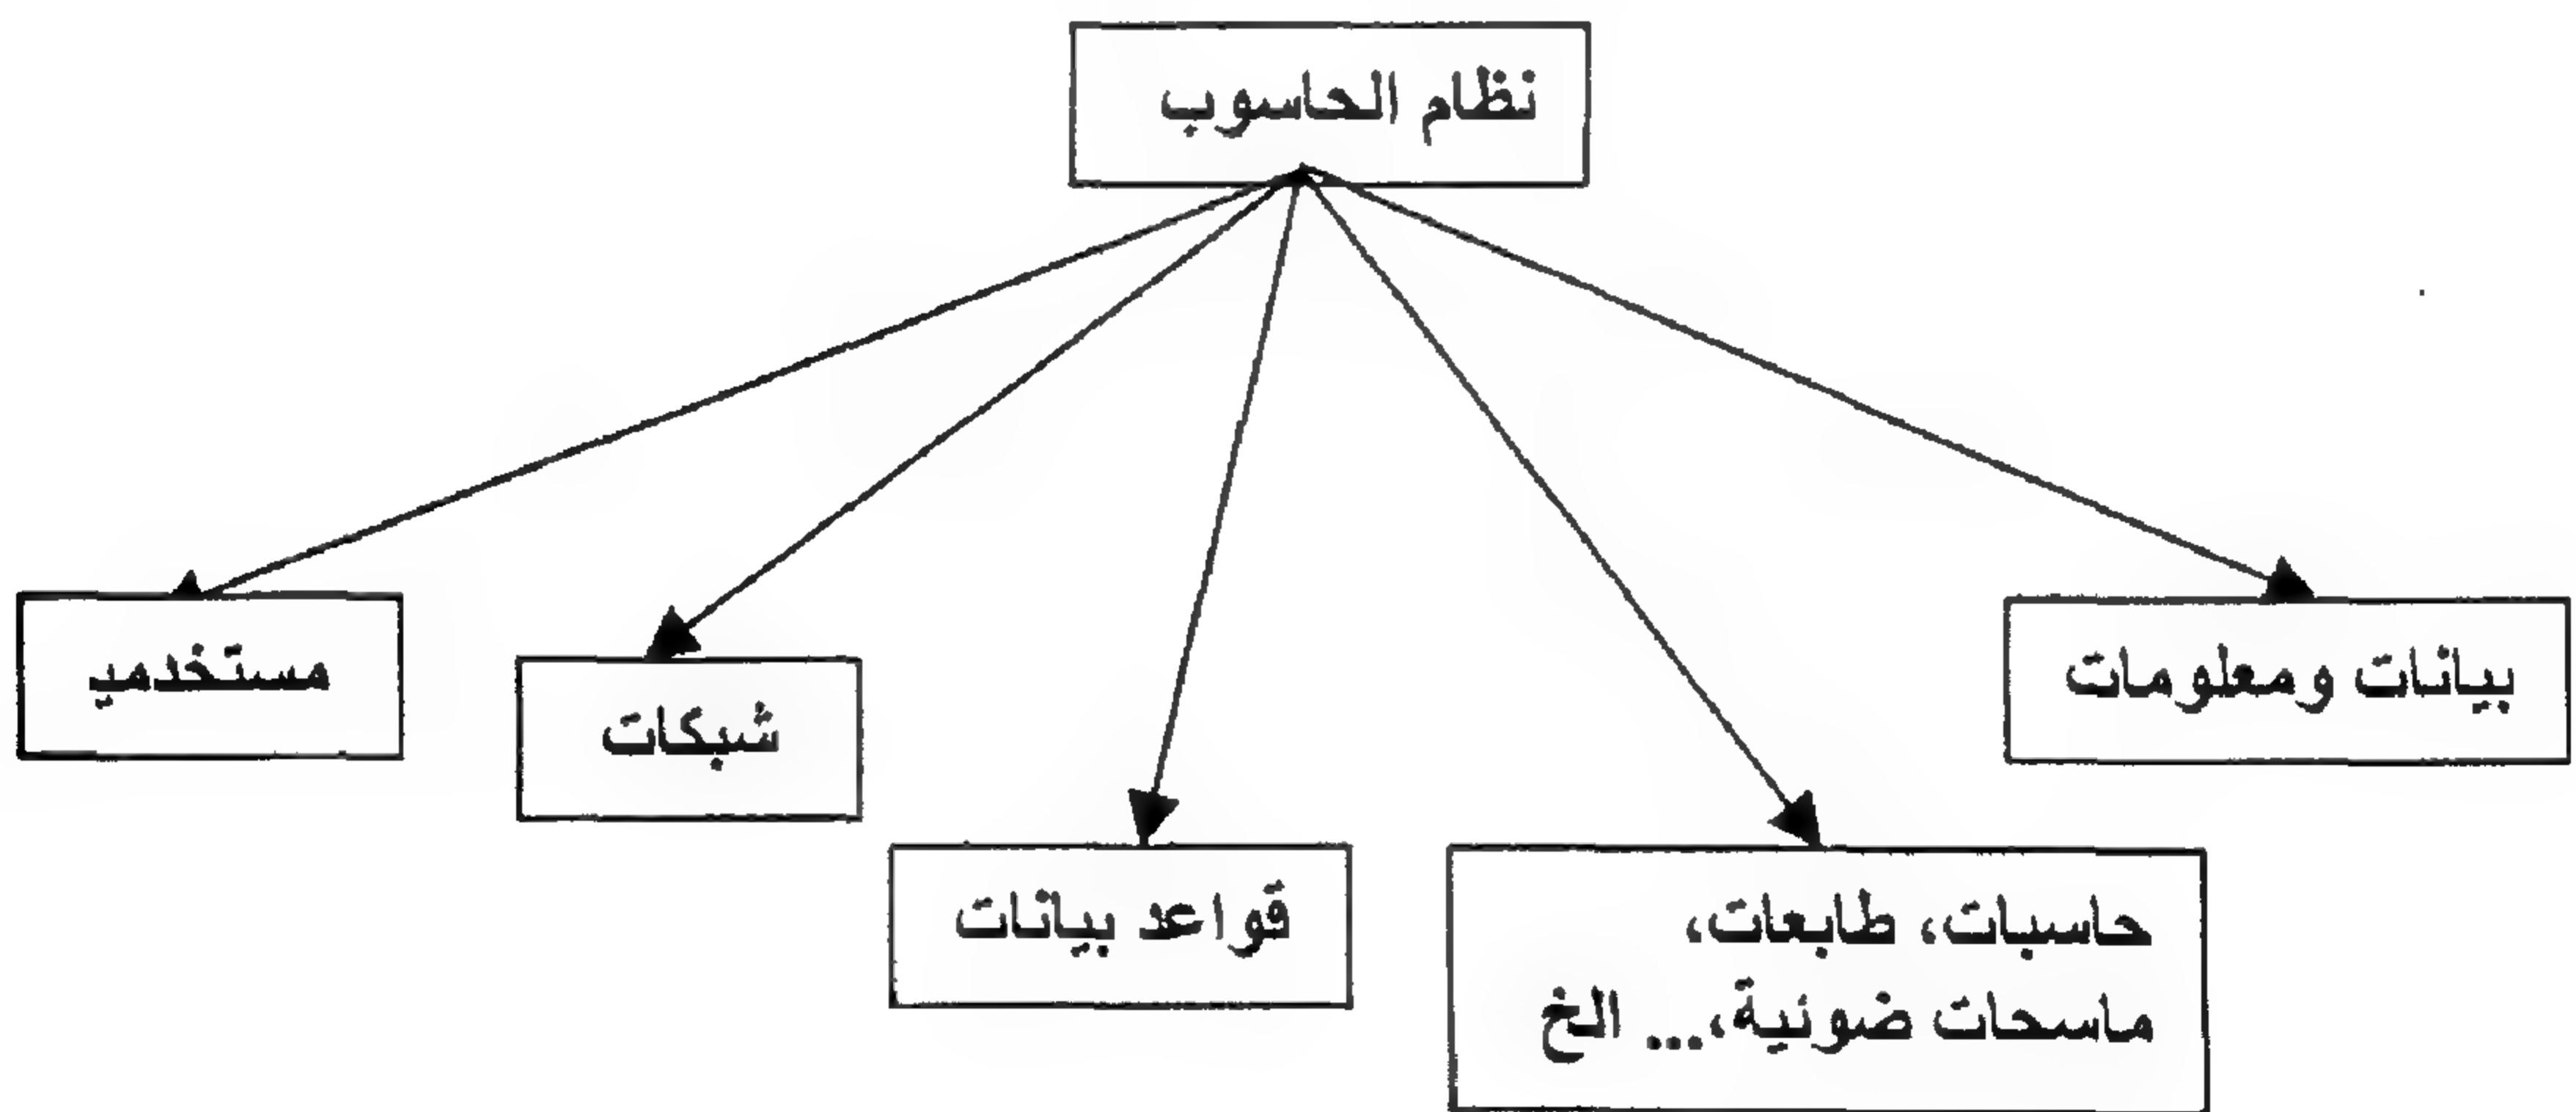 نظام الحاسوب
بيانات ومعلومات
مستخدمي
شبكات
قواعد بيانات
حاسبات، طابعات،
ماسحات ضوئية،... الخ